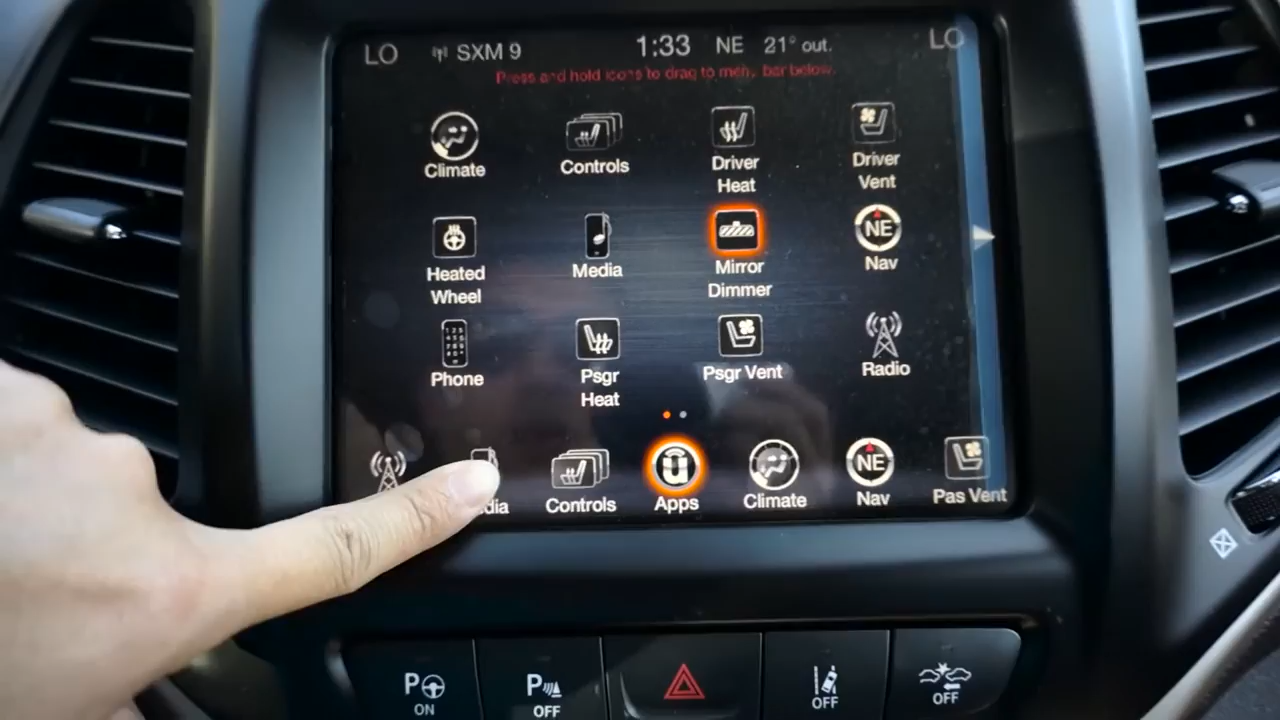 LO SXM 9 1:33 NE 21° out. LO
Press and hold icons to drag to menu bar below.
Climate Controls Driver Heat Driver Vent
NE
Heated Wheel Media Mirror Dimmer Nav
Phone Psgr Heat Psgr Vent Radio
NE
dia Controls Apps Climate Nav Pas Vent
P ON
P OFF
OFF
OFF